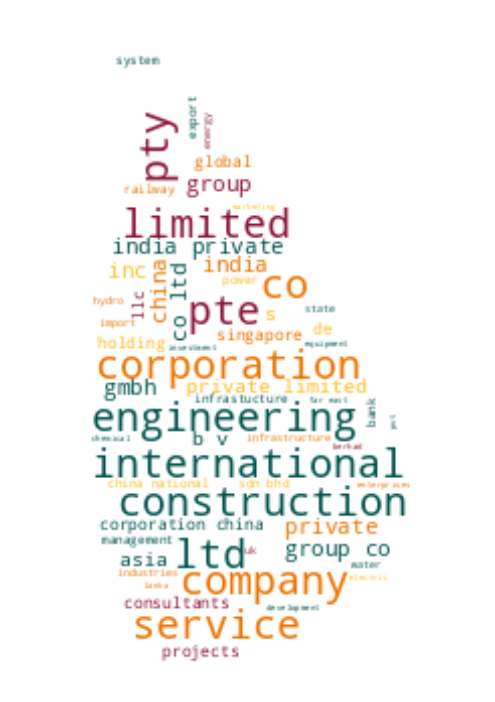 system
pty
export
energy
global
railway
group
marketing
limited
india private
inc
china
co ltd
india
power
co
hydro
llc
pte
s
state
import
de
singapore
holding
investment
equipment
corporation
gmbh
private limited
infrastucture
far east
bank
engineering
chemical
b v
infrastructure
berhad
international
china national
sdn bhd
enterprises
construction
corporation china
private
management
ltd
uk
group co
asia
water
industries
company
electric
lanka
consultants
development
service
projects